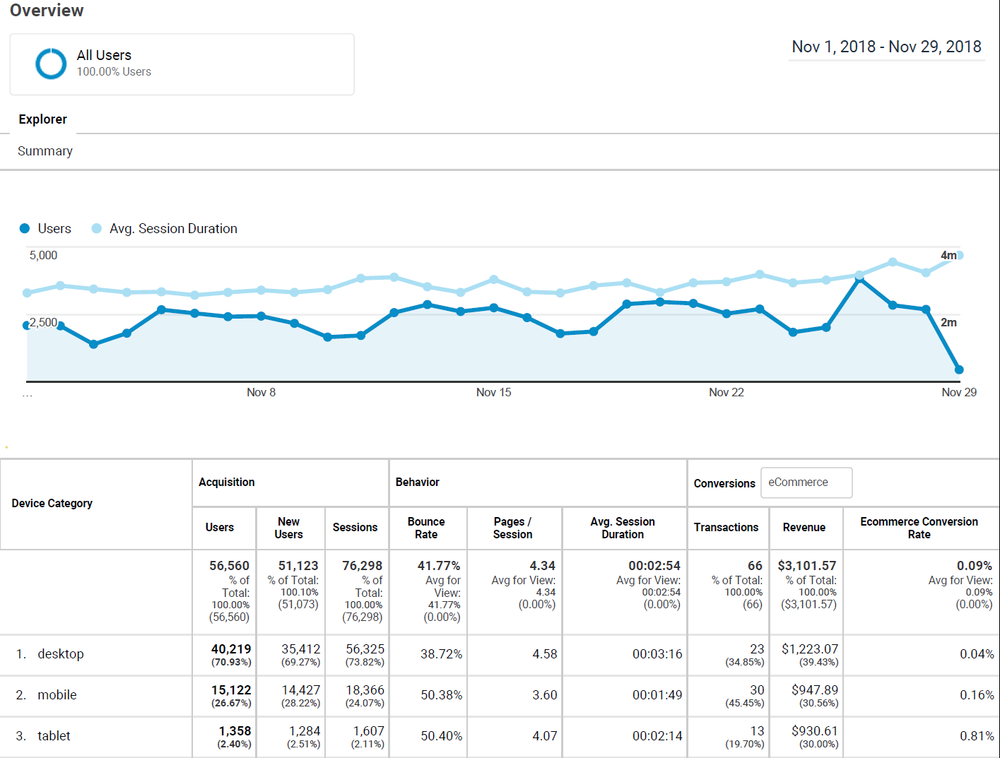 Overview
All Users
100.00% Users
Nov 1, 2018 - Nov 29, 2018
Explorer
Summary
Users
Avg. Session Duration
5,000
4m
2,500
2m
...
Nov 8
Nov 15
Nov 22
Nov 29
Device Category
Acquisition
Behavior
Conversions
eCommerce
Users
New
Users
Sessions
Bounce
Rate
Pages /
Session
Avg. Session
Duration
Transactions
Revenue
Ecommerce Conversion
Rate
56,560
% of
Total:
100.00%
(56,560)
51,123
% of Total:
100.10%
(51,073)
76,298
% of
Total:
100.00%
(76,298)
41.77%
Avg for
View:
41.77%
(0.00%)
4.34
Avg for View:
4.34
(0.00%)
00:02:54
Avg for View:
00:02:54
(0.00%)
66
% of Total:
100.00%
(66)
$3,101.57
% of Total:
100.00%
($3,101.57)
0.09%
Avg for View:
0.09%
(0.00%)
1. desktop
40,219
(70.93%)
35,412
(69.27%)
56,325
(73.82%)
38.72%
4.58
00:03:16
23
(34.85%)
$1,223.07
(39.43%)
0.04%
2. mobile
15,122
(26.67%)
14,427
(28.22%)
18,366
(24.07%)
50.38%
3.60
00:01:49
30
(45.45%)
$947.89
(30.56%)
0.16%
3. tablet
1,358
(2.40%)
1,284
(2.51%)
1,607
(2.11%)
50.40%
4.07
00:02:14
13
(19.70%)
$930.61
(30.00%)
0.81%